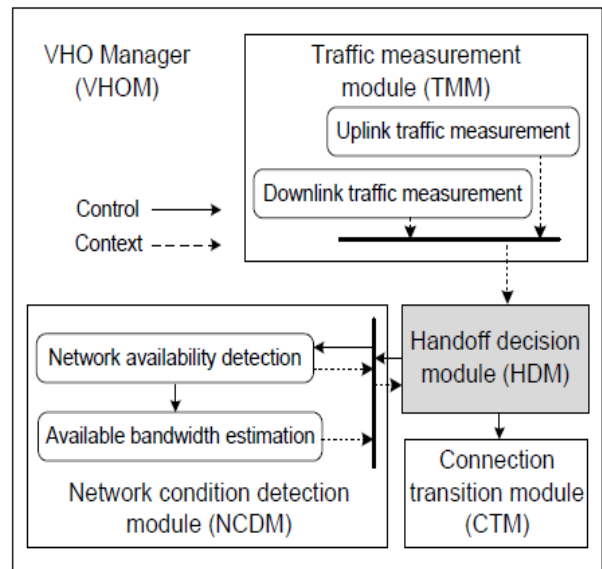 VHO Manager
(VHOM)
Traffic measurement
module (TMM)
Uplink traffic measurement
Downlink traffic measurement
Control
Context
Network availability detection
Available bandwidth estimation
Network condition detection
module (NCDM)
Handoff decision
module (HDM)
Connection
transition module
(CTM)